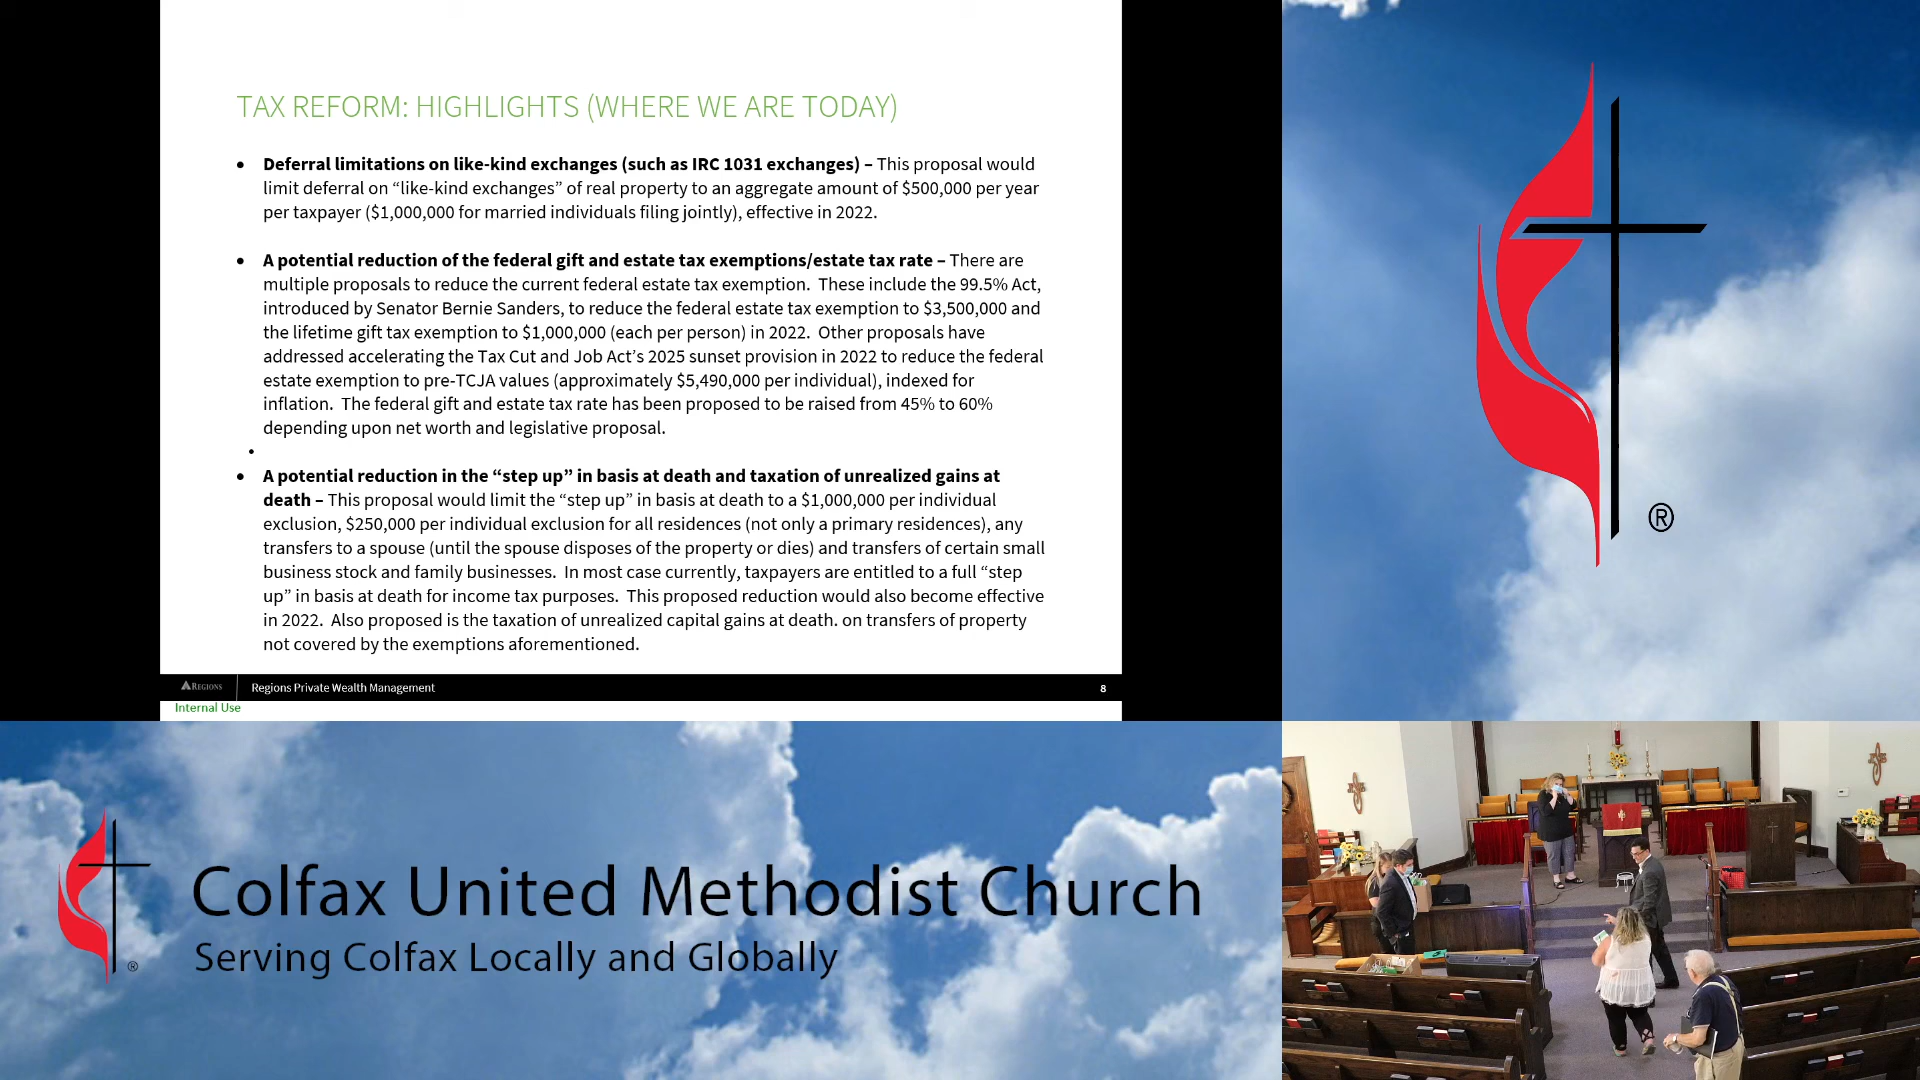 TAX REFORM: HIGHLIGHTS (WHERE WE ARE TODAY)
• Deferral limitations on like-kind exchanges (such as IRC 1031 exchanges) – This proposal would
limit deferral on “like-kind exchanges” of real property to an aggregate amount of $500,000 per year
per taxpayer ($1,000,000 for married individuals filing jointly), effective in 2022.
• A potential reduction of the federal gift and estate tax exemptions/estate tax rate – There are
multiple proposals to reduce the current federal estate tax exemption.  These include the 99.5% Act,
introduced by Senator Bernie Sanders, to reduce the federal estate tax exemption to $3,500,000 and
the lifetime gift tax exemption to $1,000,000 (each per person) in 2022.  Other proposals have
addressed accelerating the Tax Cut and Job Act’s 2025 sunset provision in 2022 to reduce the federal
estate exemption to pre-TCJA values (approximately $5,490,000 per individual), indexed for
inflation.  The federal gift and estate tax rate has been proposed to be raised from 45% to 60%
depending upon net worth and legislative proposal.
•
• A potential reduction in the “step up” in basis at death and taxation of unrealized gains at
death – This proposal would limit the “step up” in basis at death to a $1,000,000 per individual
exclusion, $250,000 per individual exclusion for all residences (not only a primary residences), any
transfers to a spouse (until the spouse disposes of the property or dies) and transfers of certain small
business stock and family businesses.  In most case currently, taxpayers are entitled to a full “step
up” in basis at death for income tax purposes.  This proposed reduction would also become effective
in 2022.  Also proposed is the taxation of unrealized capital gains at death. on transfers of property
not covered by the exemptions aforementioned.
REGIONS
Regions Private Wealth Management
8
Internal Use
®
Colfax United Methodist Church
Serving Colfax Locally and Globally
®